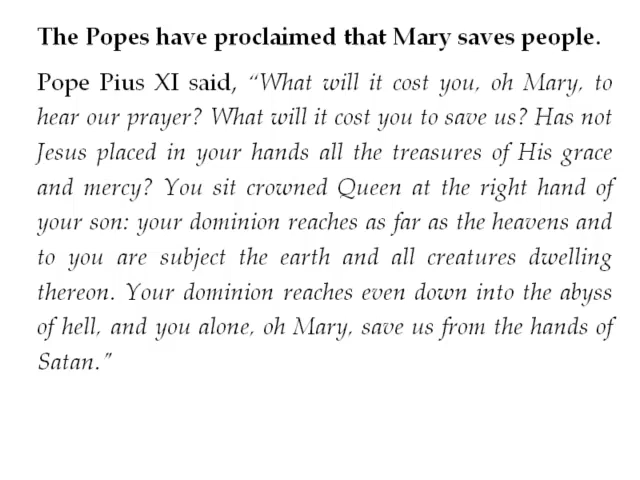 The Popes have proclaimed that Mary saves people.
Pope Pius XI said, “What will it cost you, oh Mary, to
hear our prayer? What will it cost you to save us? Has not
Jesus placed in your hands all the treasures of His grace
and mercy? You sit crowned Queen at the right hand of
your son: your dominion reaches as far as the heavens and
to you are subject the earth and all creatures dwelling
thereon. Your dominion reaches even down into the abyss
of hell, and you alone, oh Mary, save us from the hands of
Satan.”